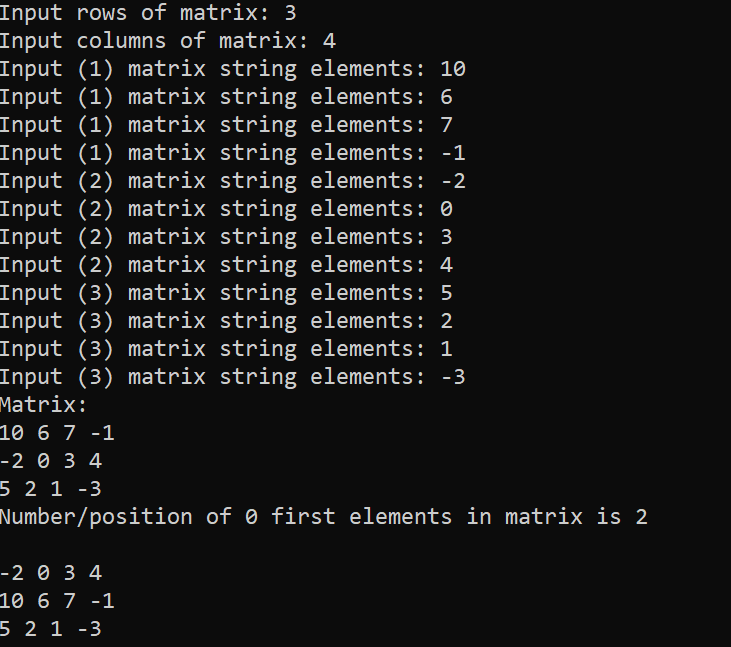 Input rows of matrix: 3
Input columns of matrix: 4
Input (1) matrix string elements: 10
Input (1) matrix string elements: 6
Input (1) matrix string elements: 7
Input (1) matrix string elements: -1
Input (2) matrix string elements: -2
Input (2) matrix string elements: 0
Input (2) matrix string elements: 3
Input (2) matrix string elements: 4
Input (3) matrix string elements: 5
Input (3) matrix string elements: 2
Input (3) matrix string elements: 1
Input (3) matrix string elements: -3
Matrix:
10 6 7 -1
-2 0 3 4
5 2 1 -3
Number/position of 0 first elements in matrix is 2
-2 0 3 4
10 6 7 -1
5 2 1 -3